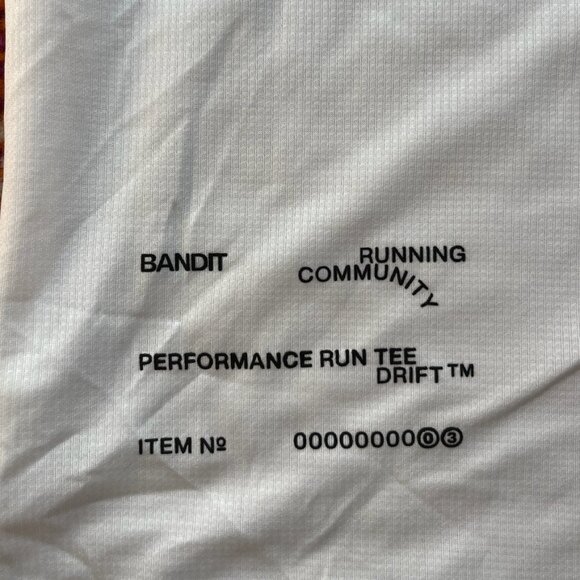 BANDIT RUNNING
COMMUNITY
PERFORMANCE RUN TEE
DRIFT™
ITEM Nº 00000000⓪③